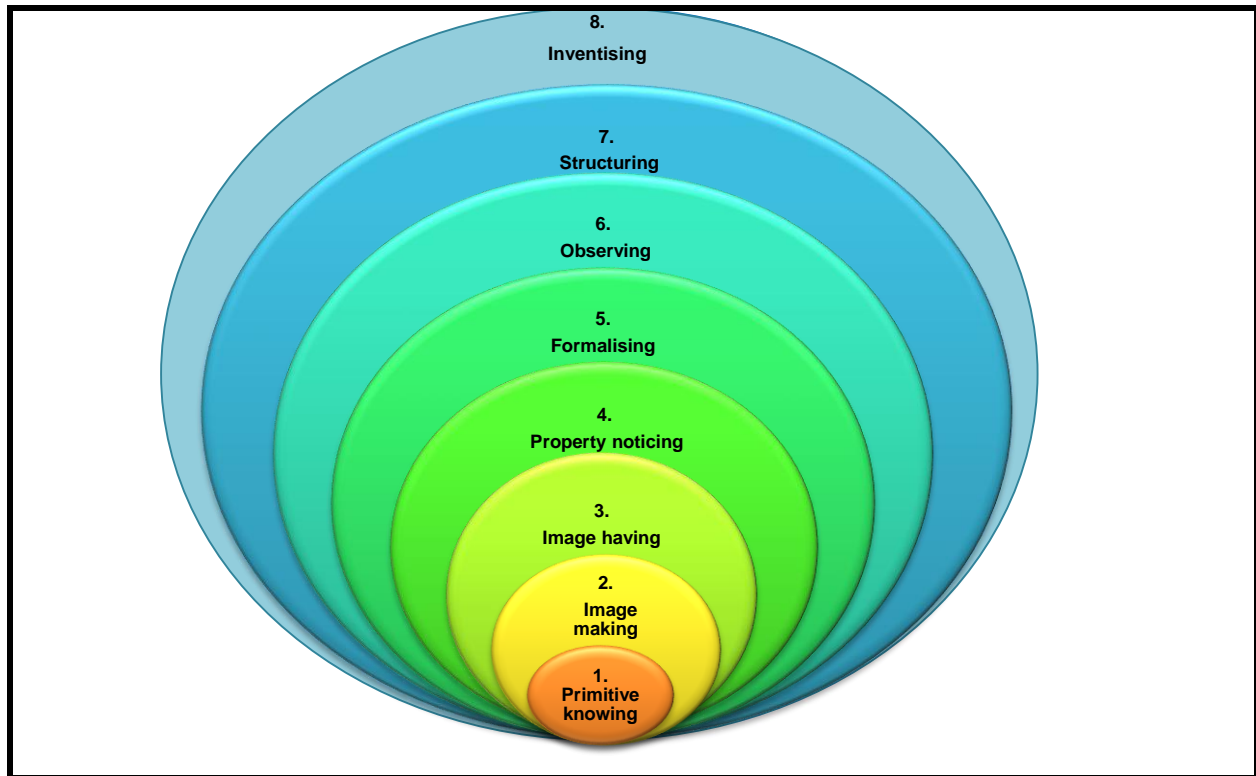 8.
Inventising
7.
Structuring
6.
Observing
5.
Formalising
4.
Property noticing
3.
Image having
2.
Image
making
1.
Primitive
knowing